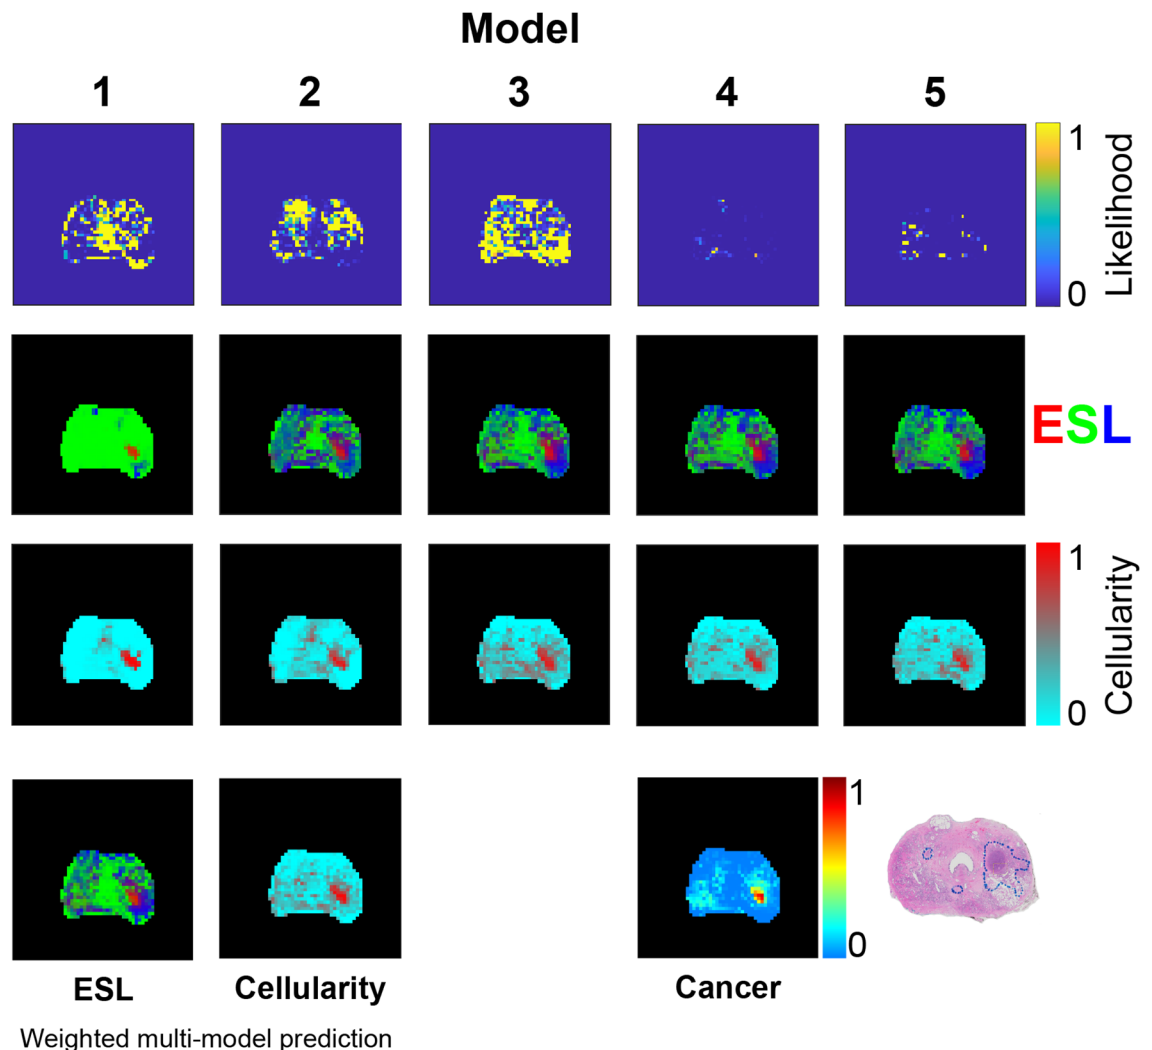 Model
1 2 3 4 5
1
Likelihood
0
ESL
1
Cellularity
0
1
0
ESL Cellularity Cancer
Weighted multi-model prediction